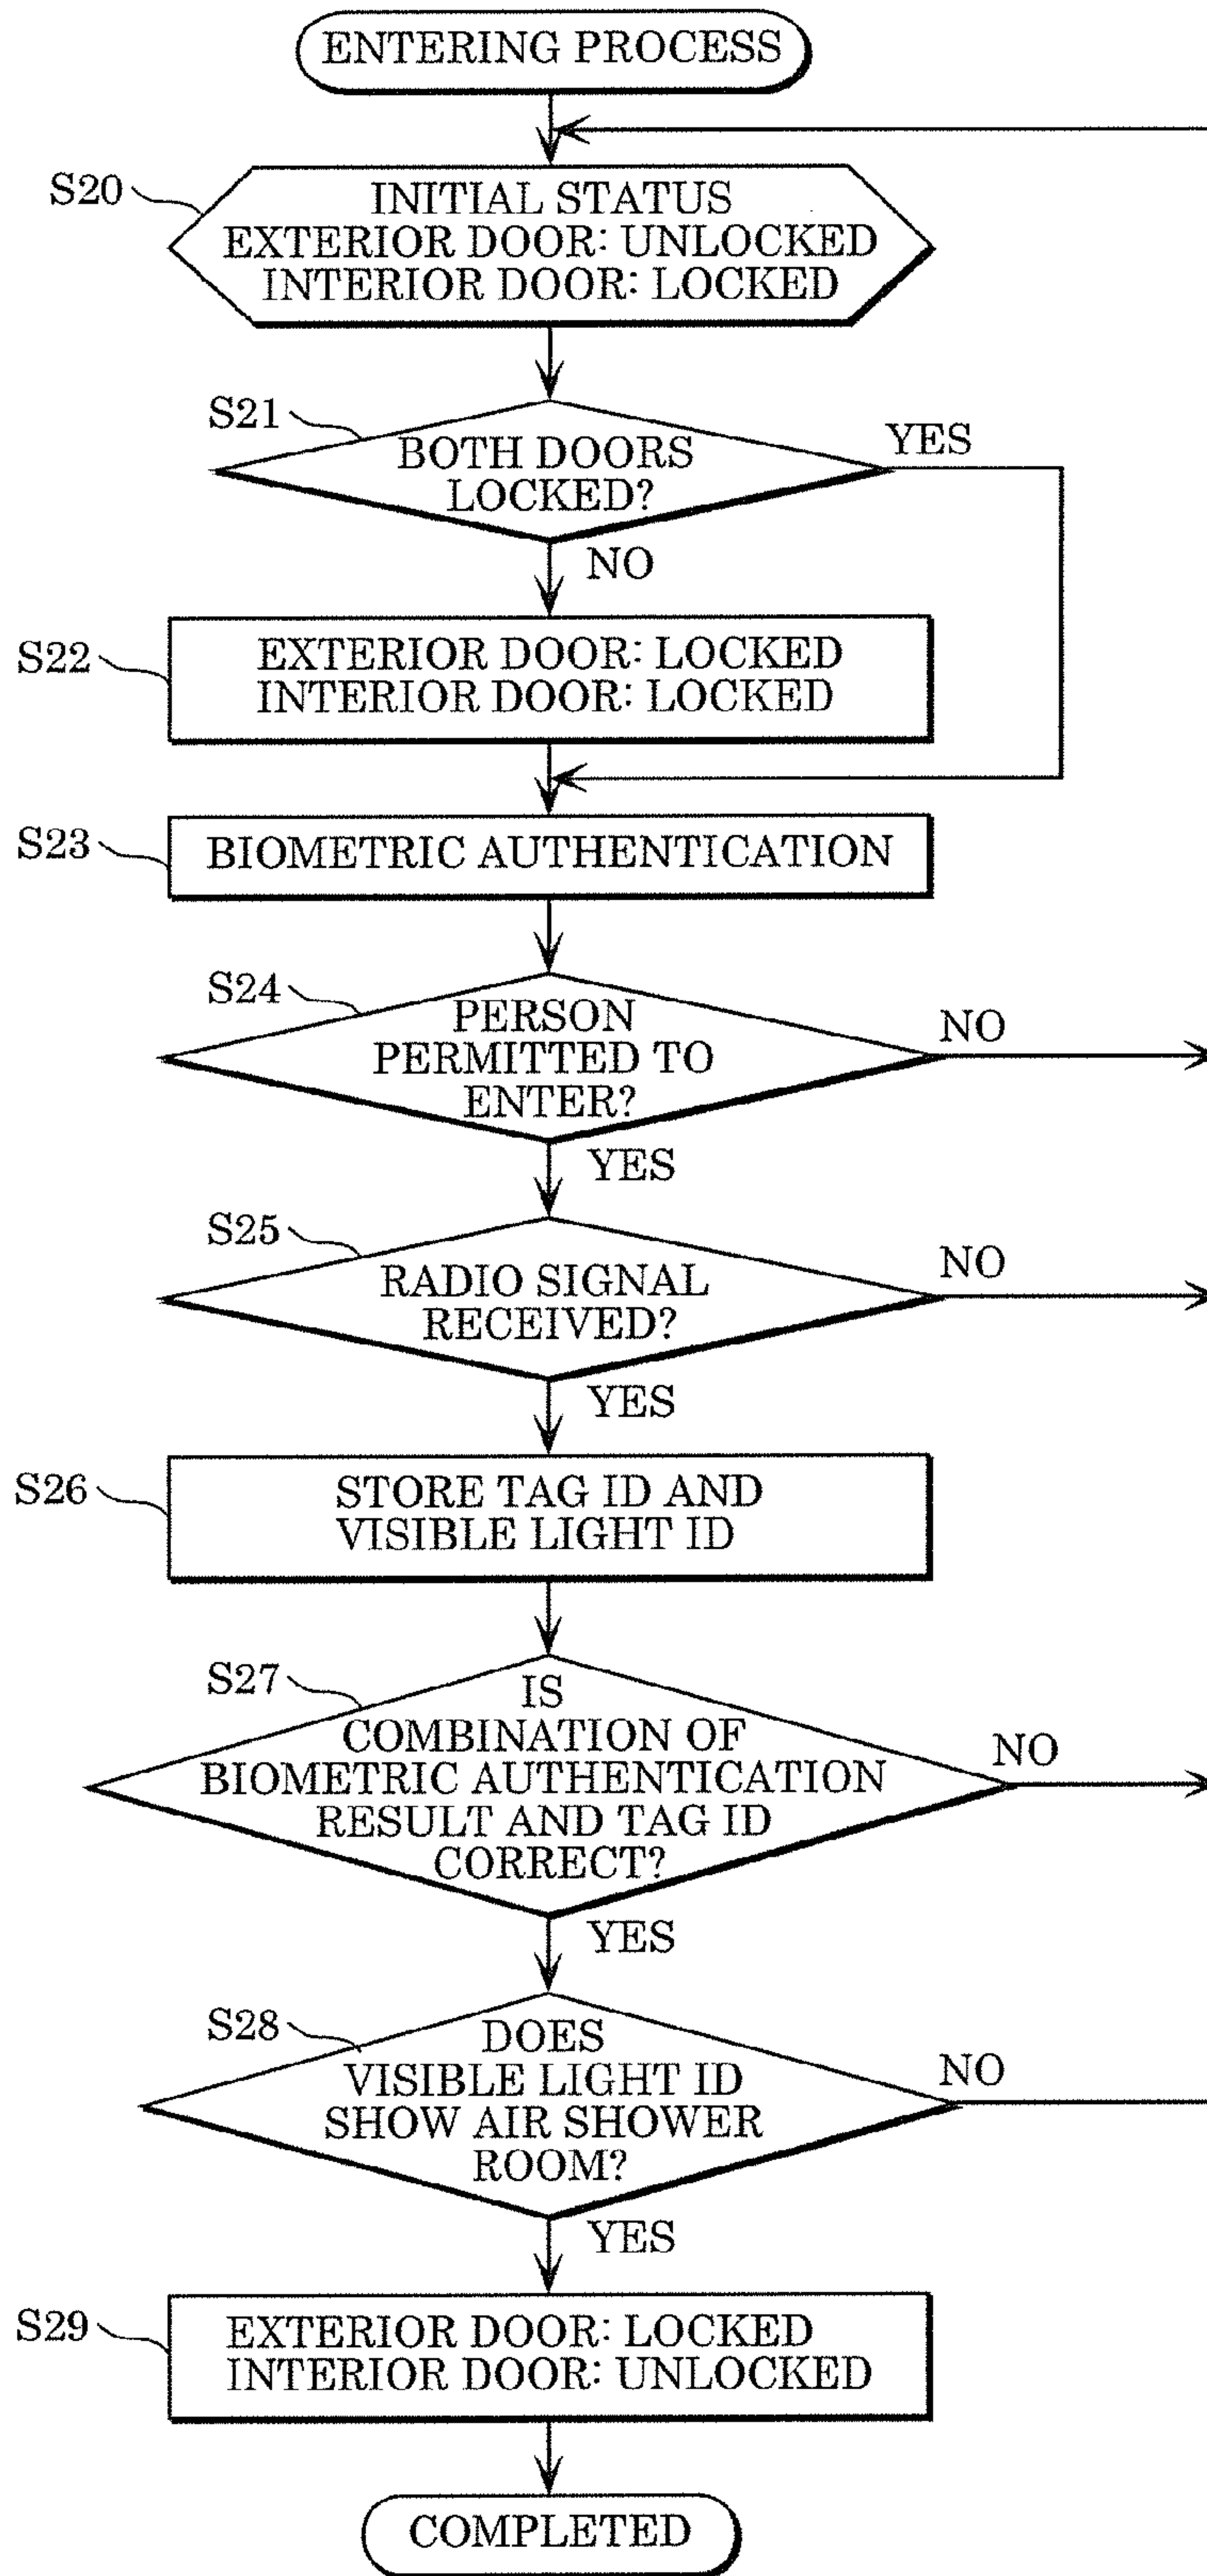 ENTERING PROCESS
S20
INITIAL STATUS
EXTERIOR DOOR: UNLOCKED
INTERIOR DOOR: LOCKED
S21
BOTH DOORS
LOCKED?
YES
NO
S22
EXTERIOR DOOR: LOCKED
INTERIOR DOOR: LOCKED
S23
BIOMETRIC AUTHENTICATION
S24
PERSON
PERMITTED TO
ENTER?
NO
YES
S25
RADIO SIGNAL
RECEIVED?
NO
YES
S26
STORE TAG ID AND
VISIBLE LIGHT ID
S27
IS
COMBINATION OF
BIOMETRIC AUTHENTICATION
RESULT AND TAG ID
CORRECT?
NO
YES
S28
DOES
VISIBLE LIGHT ID
SHOW AIR SHOWER
ROOM?
NO
YES
S29
EXTERIOR DOOR: LOCKED
INTERIOR DOOR: UNLOCKED
COMPLETED